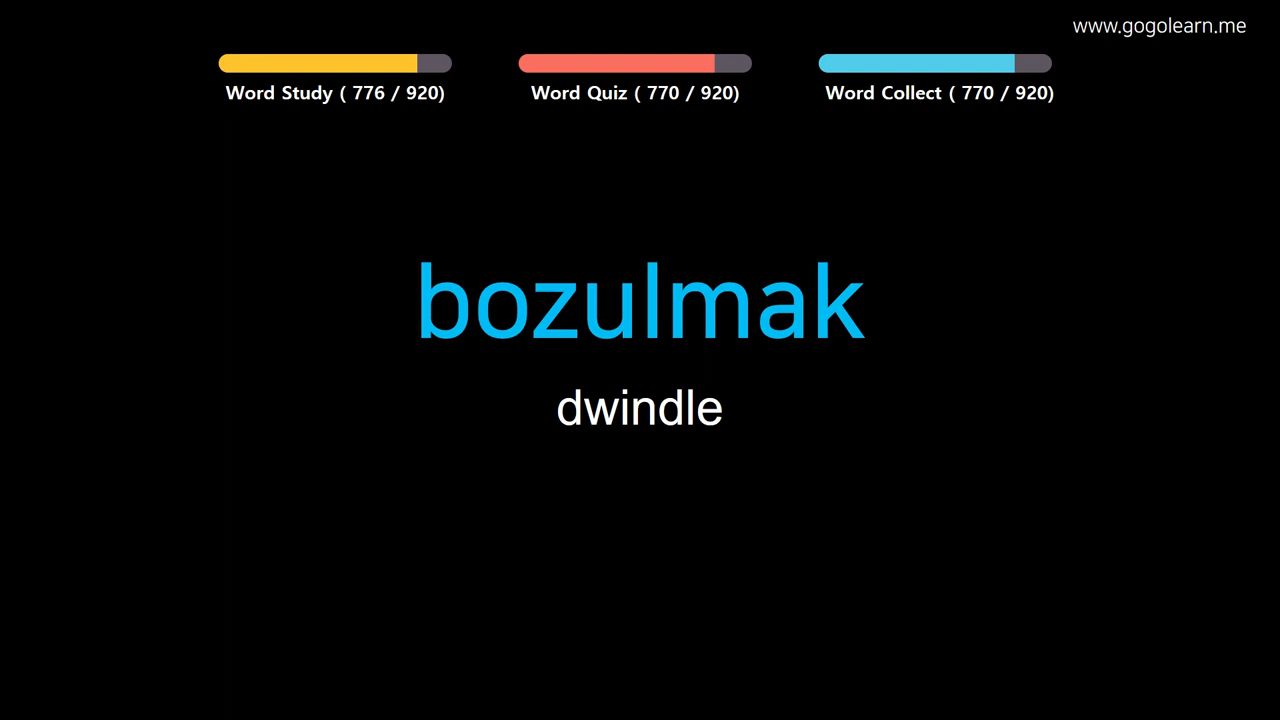 www.gogolearn.me
Word Study ( 776 / 920)
Word Quiz ( 770 / 920)
Word Collect ( 770 / 920)
bozulmak
dwindle